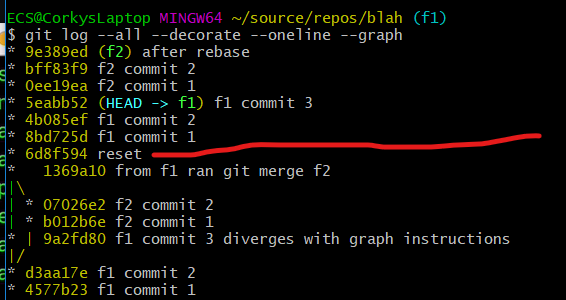 ECS@CorkysLaptop MINGW64 ~/source/repos/blah (f1)
$ git log --all --decorate --oneline --graph
* 9e389ed (f2) after rebase
* bff83f9 f2 commit 2
* 0ee19ea f2 commit 1
* 5eabb52 (HEAD -> f1) f1 commit 3
* 4b085ef f1 commit 2
* 8bd725d f1 commit 1
* 6d8f594 reset
*   1369a10 from f1 ran git merge f2
|\
| * 07026e2 f2 commit 2
| * b012b6e f2 commit 1
* | 9a2fd80 f1 commit 3 diverges with graph instructions
|/
* d3aa17e f1 commit 2
* 4577b23 f1 commit 1